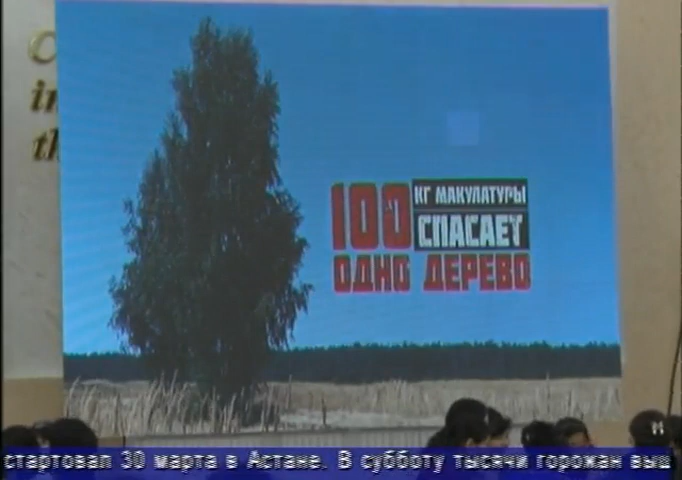 100 КГ МАКУЛАТУРЫ
СПАСАЕТ
ОДНО ДЕРЕВО
стартовал 30 марта в Астане. В субботу тысячи горожан выш